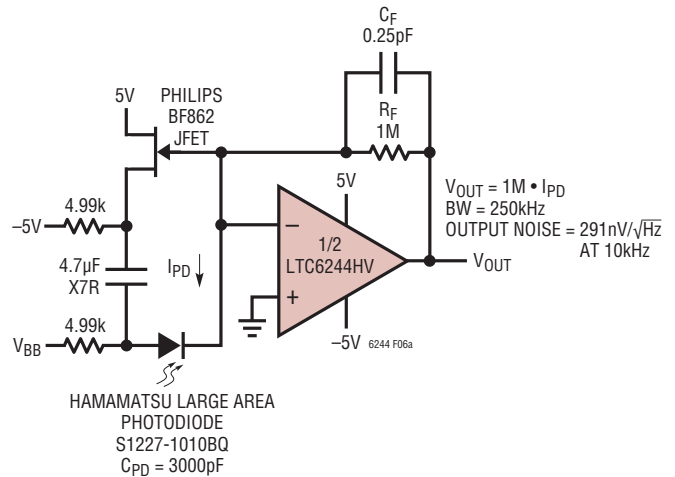 C_F
0.25pF
5V
PHILIPS
BF862
JFET
R_F
1M
4.99k
–5V
4.7µF
X7R
I_PD
4.99k
V_BB
5V
–
1/2
LTC6244HV
+
–5V
6244 F06a
V_OUT = 1M • I_PD
BW = 250kHz
OUTPUT NOISE = 291nV/√Hz
AT 10kHz
V_OUT
HAMAMATSU LARGE AREA
PHOTODIODE
S1227-1010BQ
C_PD = 3000pF